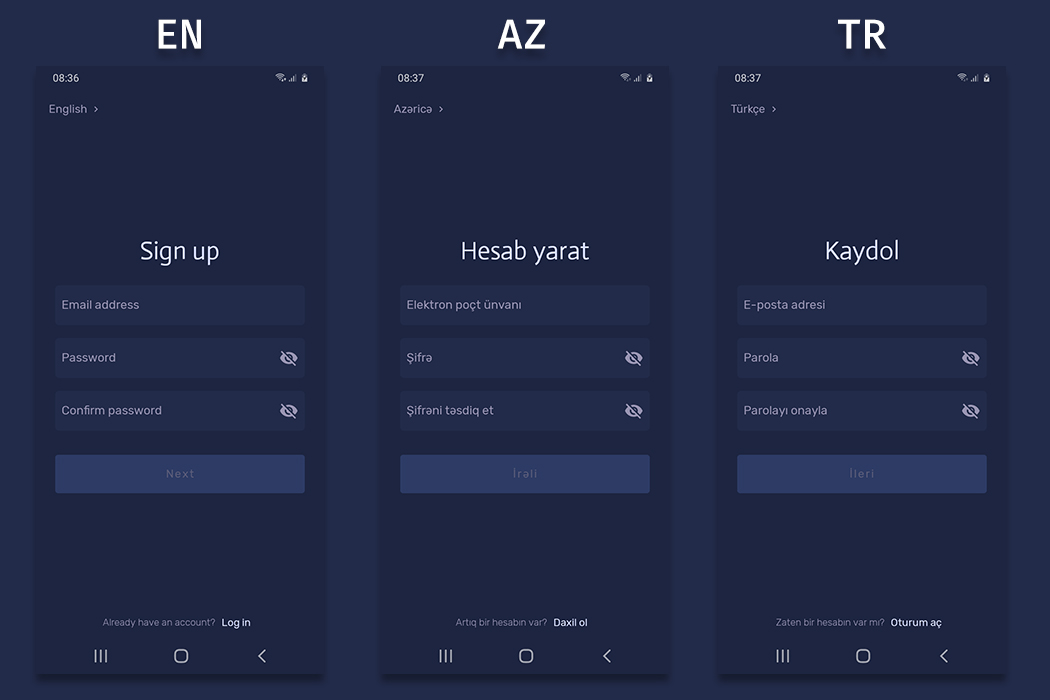 EN
08:36
English
Sign up
Email address
Password
Confirm password
Next
Already have an account? Log in
AZ
08:37
Azəricə
Hesab yarat
Elektron poçt ünvanı
Şifrə
Şifrəni təsdiq et
İrəli
Artıq bir hesabın var? Daxil ol
TR
08:37
Türkçe
Kaydol
E-posta adresi
Parola
Parolayı onayla
İleri
Zaten bir hesabın var mı? Oturum aç